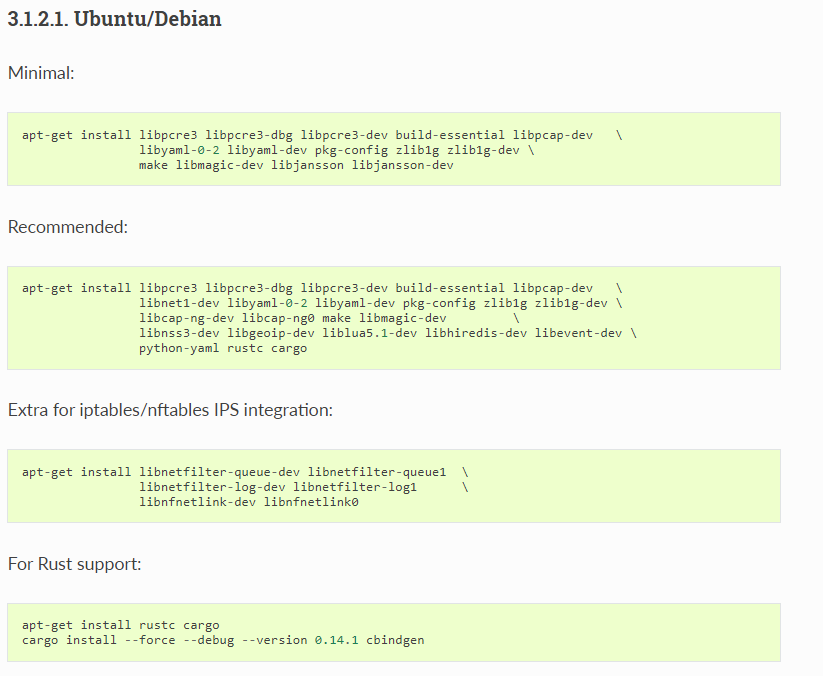 3.1.2.1. Ubuntu/Debian
Minimal:
apt-get install libpcre3 libpcre3-dbg libpcre3-dev build-essential libpcap-dev   \
                libyaml-0-2 libyaml-dev pkg-config zlib1g zlib1g-dev \
                make libmagic-dev libjansson libjansson-dev
Recommended:
apt-get install libpcre3 libpcre3-dbg libpcre3-dev build-essential libpcap-dev   \
                libnet1-dev libyaml-0-2 libyaml-dev pkg-config zlib1g zlib1g-dev \
                libcap-ng-dev libcap-ng0 make libmagic-dev         \
                libnss3-dev libgeoip-dev liblua5.1-dev libhiredis-dev libevent-dev \
                python-yaml rustc cargo
Extra for iptables/nftables IPS integration:
apt-get install libnetfilter-queue-dev libnetfilter-queue1  \
                libnetfilter-log-dev libnetfilter-log1      \
                libnfnetlink-dev libnfnetlink0
For Rust support:
apt-get install rustc cargo
cargo install --force --debug --version 0.14.1 cbindgen